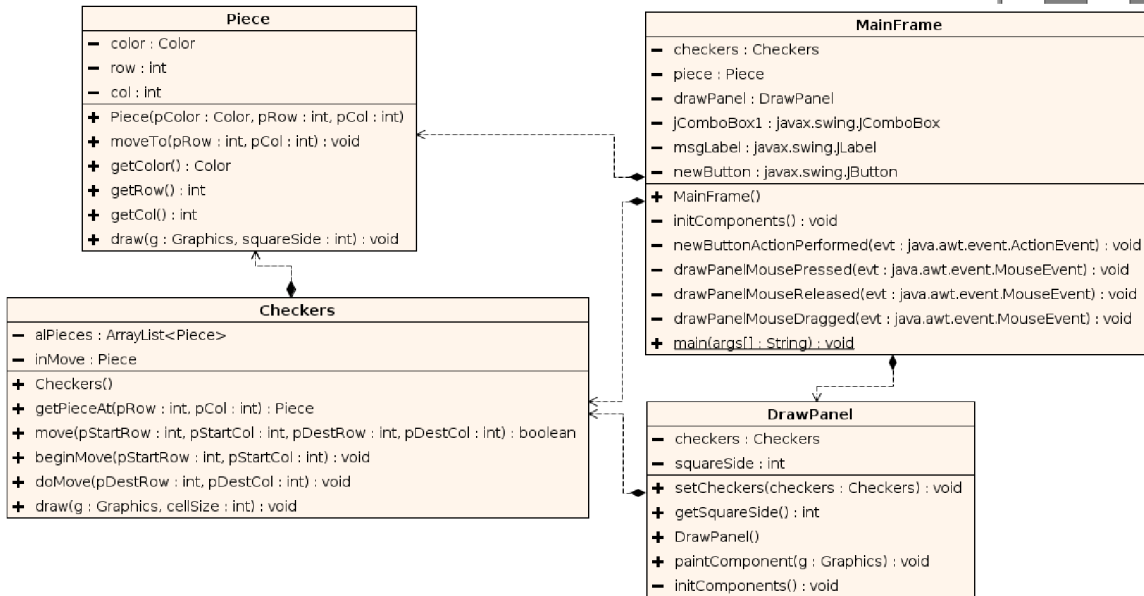 Piece
- color : Color
- row : int
- col : int
+ Piece(pColor : Color, pRow : int, pCol : int)
+ moveTo(pRow : int, pCol : int) : void
+ getColor() : Color
+ getRow() : int
+ getCol() : int
+ draw(g : Graphics, squareSide : int) : void
MainFrame
- checkers : Checkers
- piece : Piece
- drawPanel : DrawPanel
- jComboBox1 : javax.swing.JComboBox
- msgLabel : javax.swing.JLabel
- newButton : javax.swing.JButton
+ MainFrame()
- initComponents() : void
- newButtonActionPerformed(evt : java.awt.event.ActionEvent) : void
- drawPanelMousePressed(evt : java.awt.event.MouseEvent) : void
- drawPanelMouseReleased(evt : java.awt.event.MouseEvent) : void
- drawPanelMouseDragged(evt : java.awt.event.MouseEvent) : void
+ main(args[] : String) : void
Checkers
- alPieces : ArrayList<Piece>
- inMove : Piece
+ Checkers()
+ getPieceAt(pRow : int, pCol : int) : Piece
+ move(pStartRow : int, pStartCol : int, pDestRow : int, pDestCol : int) : boolean
+ beginMove(pStartRow : int, pStartCol : int) : void
+ doMove(pDestRow : int, pDestCol : int) : void
+ draw(g : Graphics, cellSize : int) : void
DrawPanel
- checkers : Checkers
- squareSide : int
+ setCheckers(checkers : Checkers) : void
+ getSquareSide() : int
+ DrawPanel()
+ paintComponent(g : Graphics) : void
- initComponents() : void